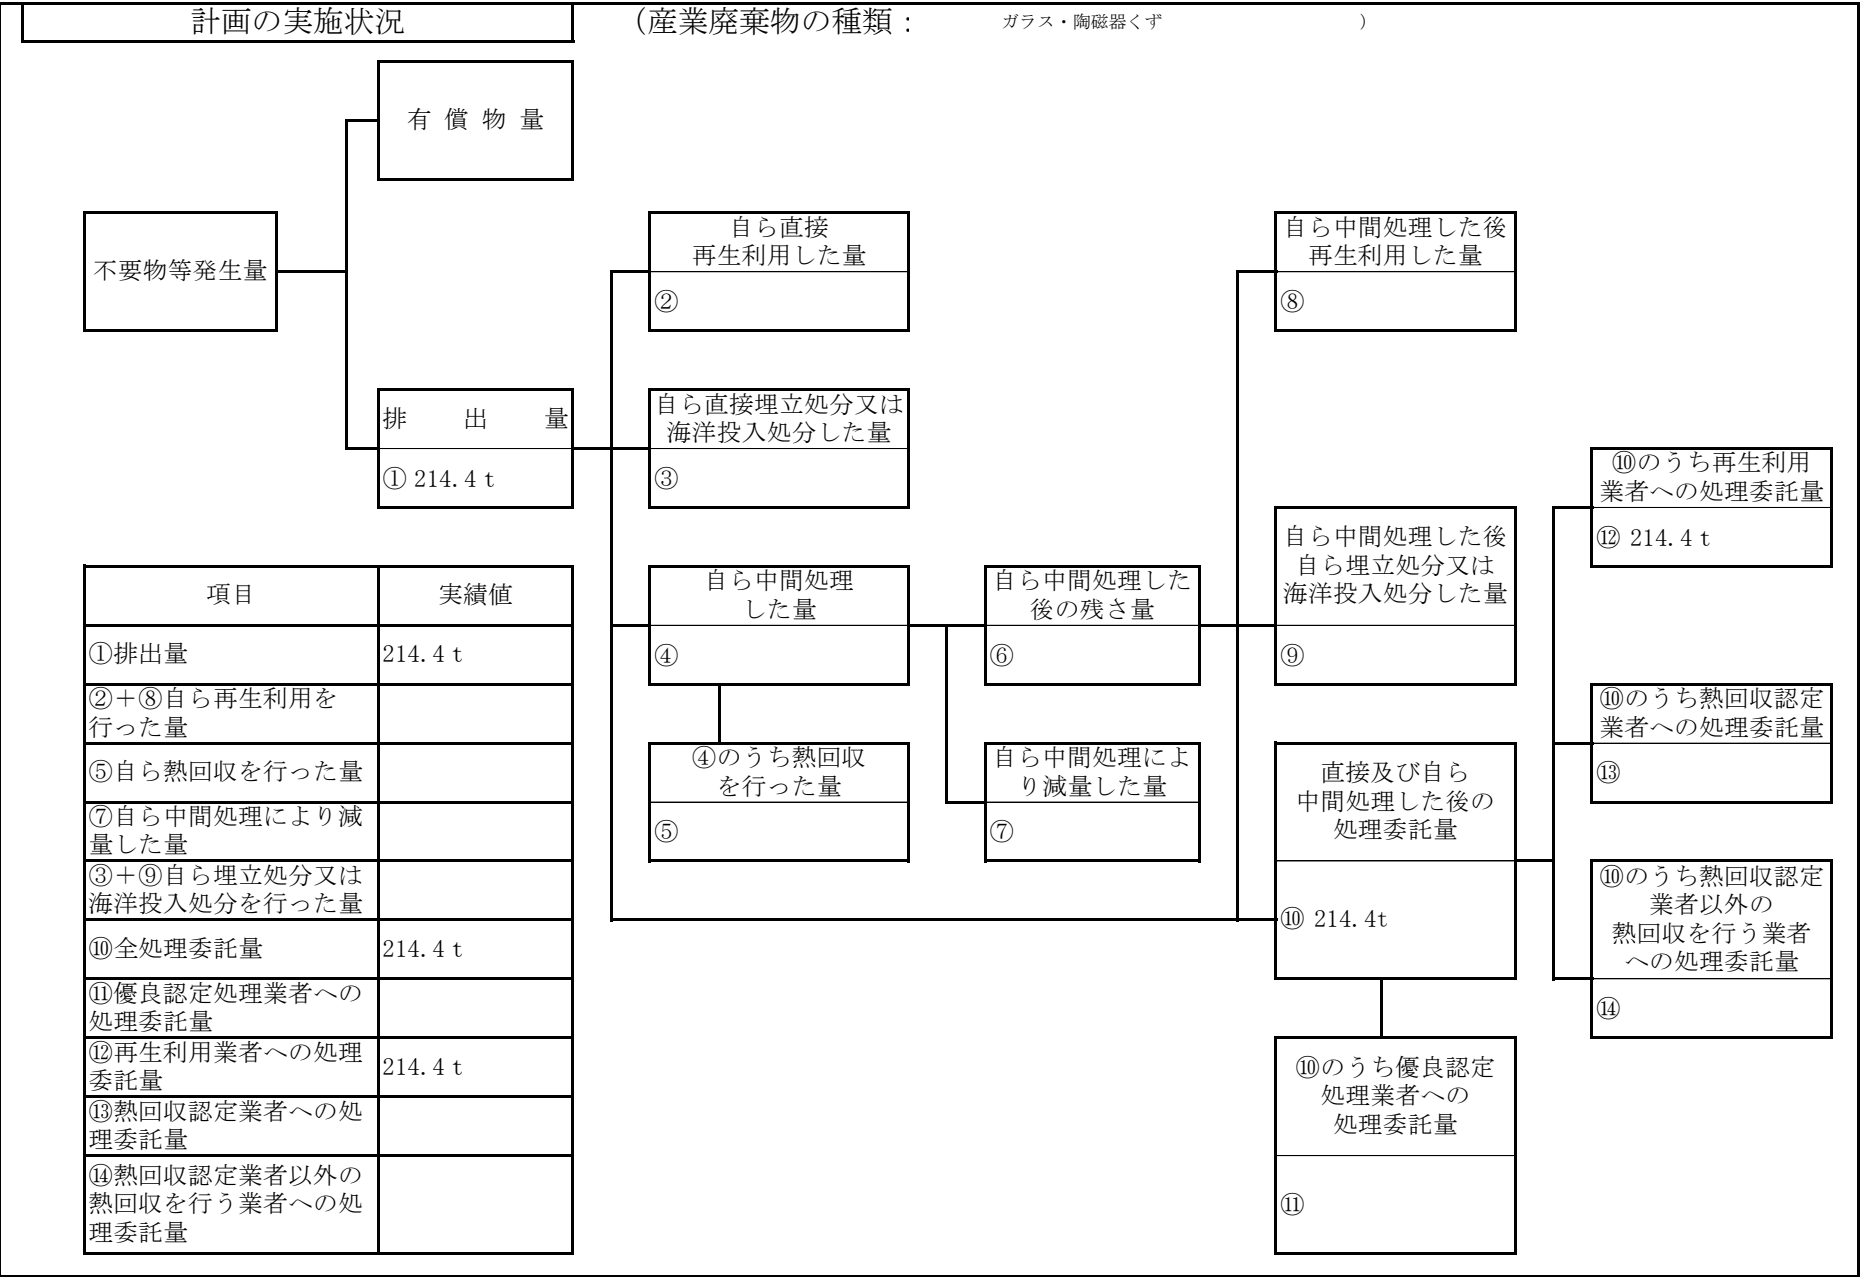 計画の実施状況 （産業廃棄物の種類： ガラス・陶磁器くず ）
有償物量
不要物等発生量
自ら直接
再生利用した量
②
自ら中間処理した後
再生利用した量
⑧
排出量
① 214.4ｔ
自ら直接埋立処分又は
海洋投入処分した量
③
⑩のうち再生利用
業者への処理委託量
⑫ 214.4ｔ
自ら中間処理した後
自ら埋立処分又は
海洋投入処分した量
⑨
自ら中間処理
した量
④
自ら中間処理した
後の残さ量
⑥
⑩のうち熱回収認定
業者への処理委託量
⑬
④のうち熱回収
を行った量
⑤
自ら中間処理によ
り減量した量
⑦
直接及び自ら
中間処理した後の
処理委託量
⑩ 214.4t
⑩のうち熱回収認定
業者以外の
熱回収を行う業者
への処理委託量
⑭
⑩のうち優良認定
処理業者への
処理委託量
⑪
項目 実績値
①排出量 214.4ｔ
②＋⑧自ら再生利用を
行った量
⑤自ら熱回収を行った量
⑦自ら中間処理により減
量した量
③＋⑨自ら埋立処分又は
海洋投入処分を行った量
⑩全処理委託量 214.4ｔ
⑪優良認定処理業者への
処理委託量
⑫再生利用業者への処理
委託量 214.4ｔ
⑬熱回収認定業者への処
理委託量
⑭熱回収認定業者以外の
熱回収を行う業者への処
理委託量